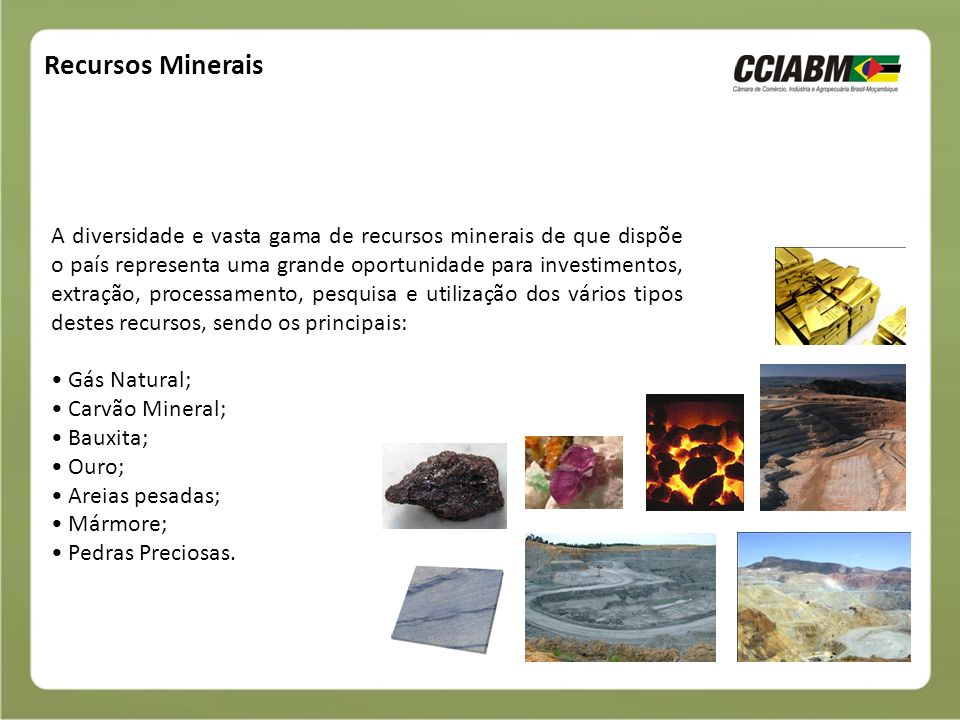 Recursos Minerais
CCIABM
Câmara de Comércio, Indústria e Agropecuária Brasil-Moçambique
A diversidade e vasta gama de recursos minerais de que dispõe
o país representa uma grande oportunidade para investimentos,
extração, processamento, pesquisa e utilização dos vários tipos
destes recursos, sendo os principais:
• Gás Natural;
• Carvão Mineral;
• Bauxita;
• Ouro;
• Areias pesadas;
• Mármore;
• Pedras Preciosas.